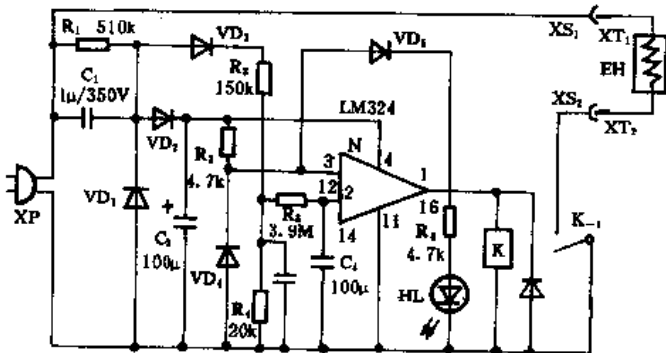 R₁ 510k
VD₃
VD₅
XS₁
XT₁
C₁
1μ/350V
R₂
150k
EH
LM324
XS₂
XT₂
VD₂
R₃
4.7k
N
3
4
1
12
2
XP
VD₁
R₅
3.9M
14
11
16
R₆
4.7k
K
K₋₁
+
C₂
100μ
VD₄
C₄
100μ
R₄
20k
HL